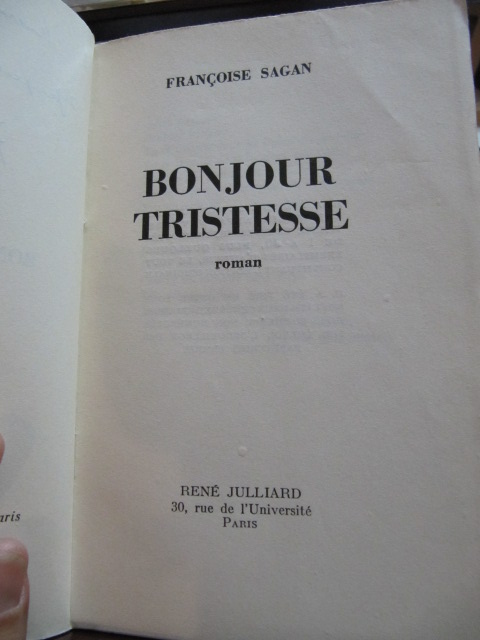 FRANÇOISE SAGAN
BONJOUR
TRISTESSE
roman
RENÉ JULLIARD
30, rue de l'Université
PARIS